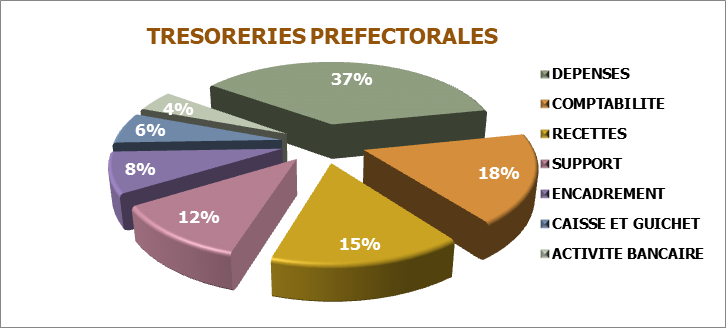 TRESORERIES PREFECTORALES
37%
18%
15%
12%
8%
6%
4%
DEPENSES
COMPTABILITE
RECETTES
SUPPORT
ENCADREMENT
CAISSE ET GUICHET
ACTIVITE BANCAIRE